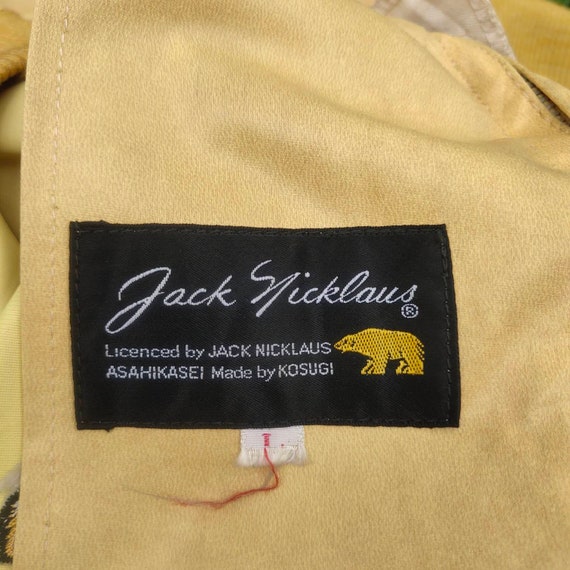 Jack Nicklaus®
Licenced by JACK NICKLAUS
ASAHIKASEI Made by KOSUGI